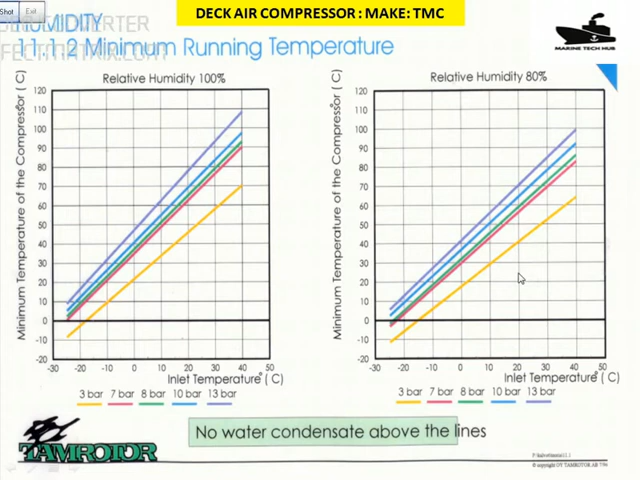 Shot Exit
DECK AIR COMPRESSOR : MAKE: TMC
HUMIDITY
11.1.2 Minimum Running Temperature
MARINE TECH HUB
Relative Humidity 100%
Minimum Temperature of the Compressor (°C)
120
110
100
90
80
70
60
50
40
30
20
10
0
-10
-20
-30 -20 -10 0 10 20 30 40 50
Inlet Temperature (°C)
3 bar 7 bar 8 bar 10 bar 13 bar
Relative Humidity 80%
Minimum Temperature of the Compressor (°C)
120
110
100
90
80
70
60
50
40
30
20
10
0
-10
-20
-30 -20 -10 0 10 20 30 40 50
Inlet Temperature (°C)
3 bar 7 bar 8 bar 10 bar 13 bar
TAMROTOR
No water condensate above the lines
© copyright OY TAMROTOR AB